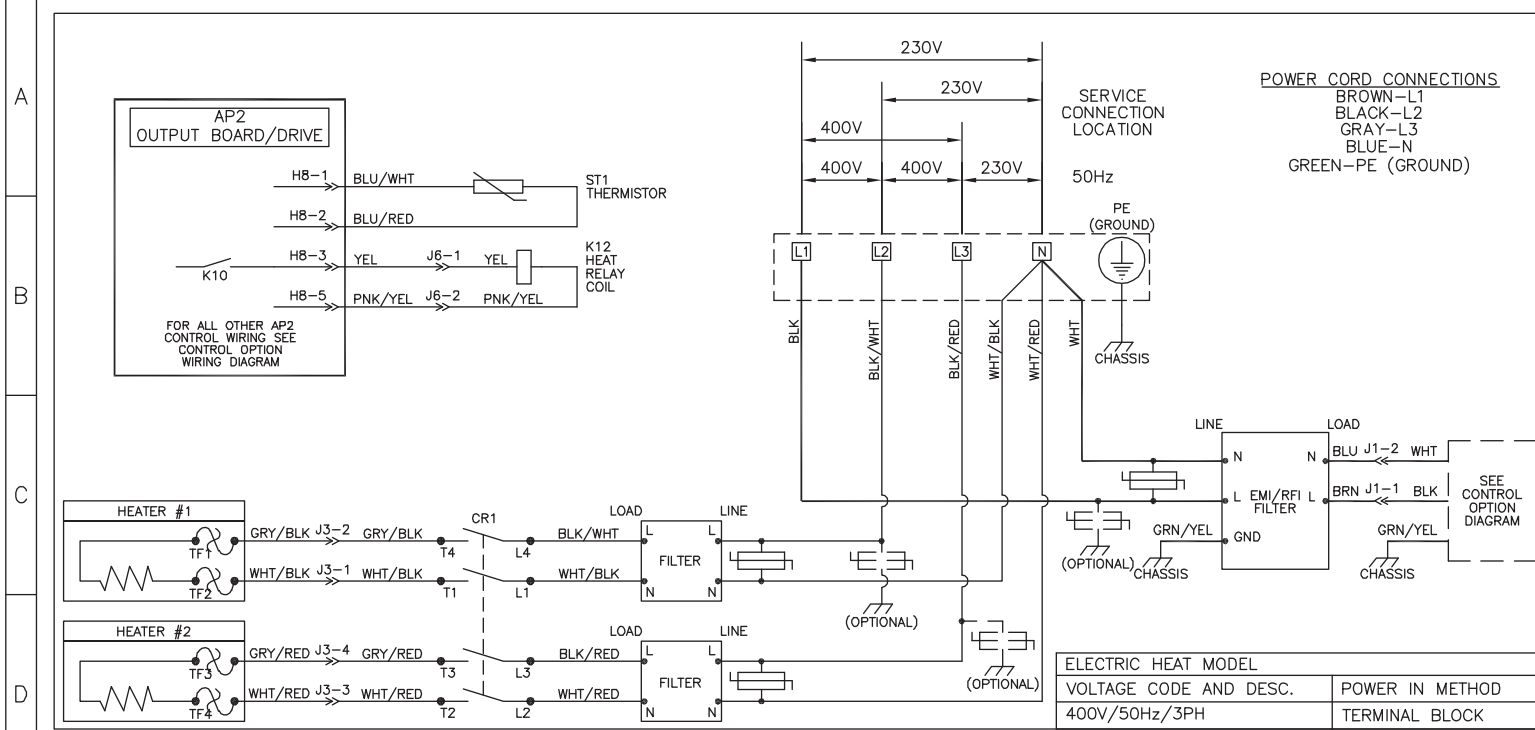 A
B
C
D
AP2
OUTPUT BOARD/DRIVE
H8-1
BLU/WHT
ST1
THERMISTOR
H8-2
BLU/RED
H8-3
YEL
J6-1
YEL
K12
HEAT
RELAY
COIL
K10
H8-5
PNK/YEL
J6-2
PNK/YEL
FOR ALL OTHER AP2
CONTROL WIRING SEE
CONTROL OPTION
WIRING DIAGRAM
230V
230V
400V
400V
400V
230V
SERVICE
CONNECTION
LOCATION
50Hz
POWER CORD CONNECTIONS
BROWN-L1
BLACK-L2
GRAY-L3
BLUE-N
GREEN-PE (GROUND)
PE
(GROUND)
L1
L2
L3
N
BLK
BLK/WHT
BLK/RED
WHT/BLK
WHT/RED
WHT
CHASSIS
LINE
LOAD
N
N
BLU
J1-2
WHT
L
EMI/RFI
FILTER
L
BRN
J1-1
BLK
GND
GRN/YEL
CHASSIS
GRN/YEL
CHASSIS
SEE
CONTROL
OPTION
DIAGRAM
(OPTIONAL)
HEATER #1
TF1
GRY/BLK
J3-2
GRY/BLK
CR1
T4
L4
BLK/WHT
LOAD
LINE
L
L
FILTER
N
N
TF2
WHT/BLK
J3-1
WHT/BLK
T1
L1
WHT/BLK
(OPTIONAL)
HEATER #2
TF3
GRY/RED
J3-4
GRY/RED
T3
L3
BLK/RED
LOAD
LINE
L
L
FILTER
N
N
TF4
WHT/RED
J3-3
WHT/RED
T2
L2
WHT/RED
(OPTIONAL)
ELECTRIC HEAT MODEL
VOLTAGE CODE AND DESC.
POWER IN METHOD
400V/50Hz/3PH
TERMINAL BLOCK